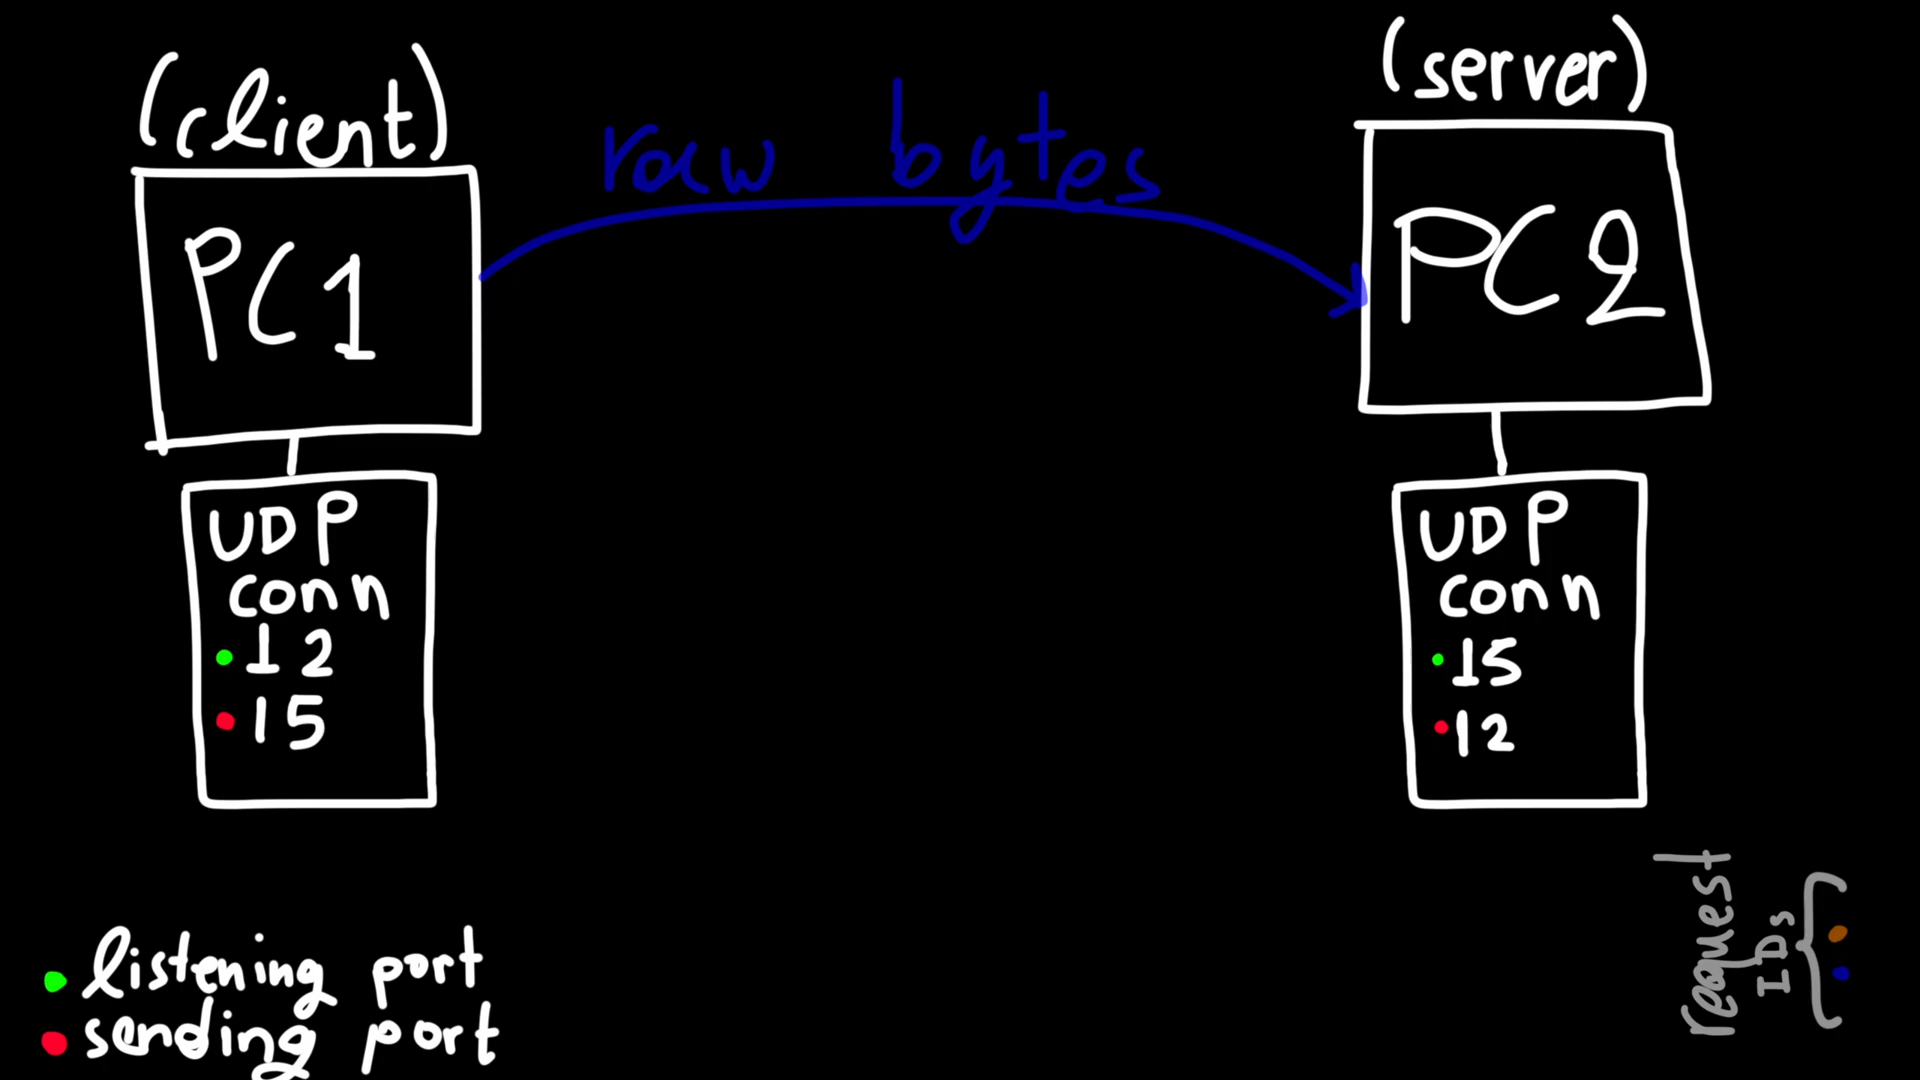 (client)
raw bytes
(server)
PC1
PC2
UDP
conn
12
15
UDP
conn
15
12
listening port
sending port
request
IDs